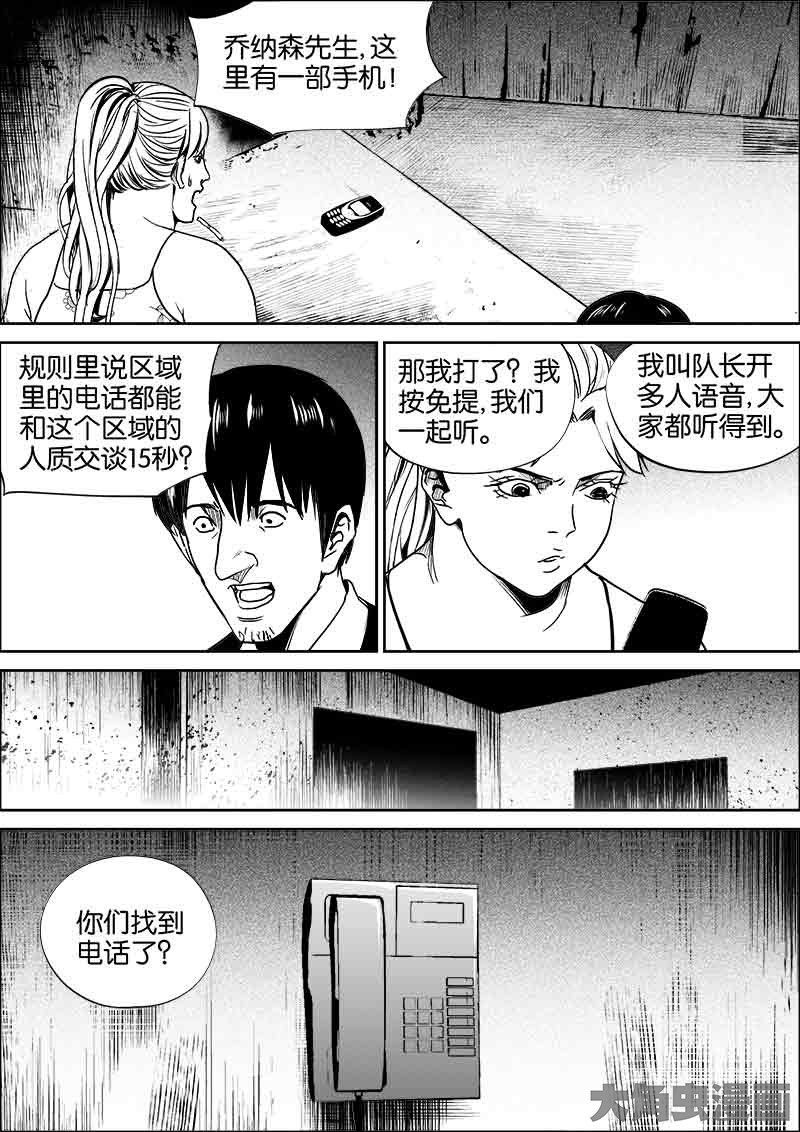 乔纳森先生,这
里有一部手机!
规则里说区域
里的电话都能
和这个区域的
人质交谈15秒?
那我打了?我
按免提,我们
一起听。
我叫队长开
多人语音,大
家都听得到。
你们找到
电话了?
大角虫漫画